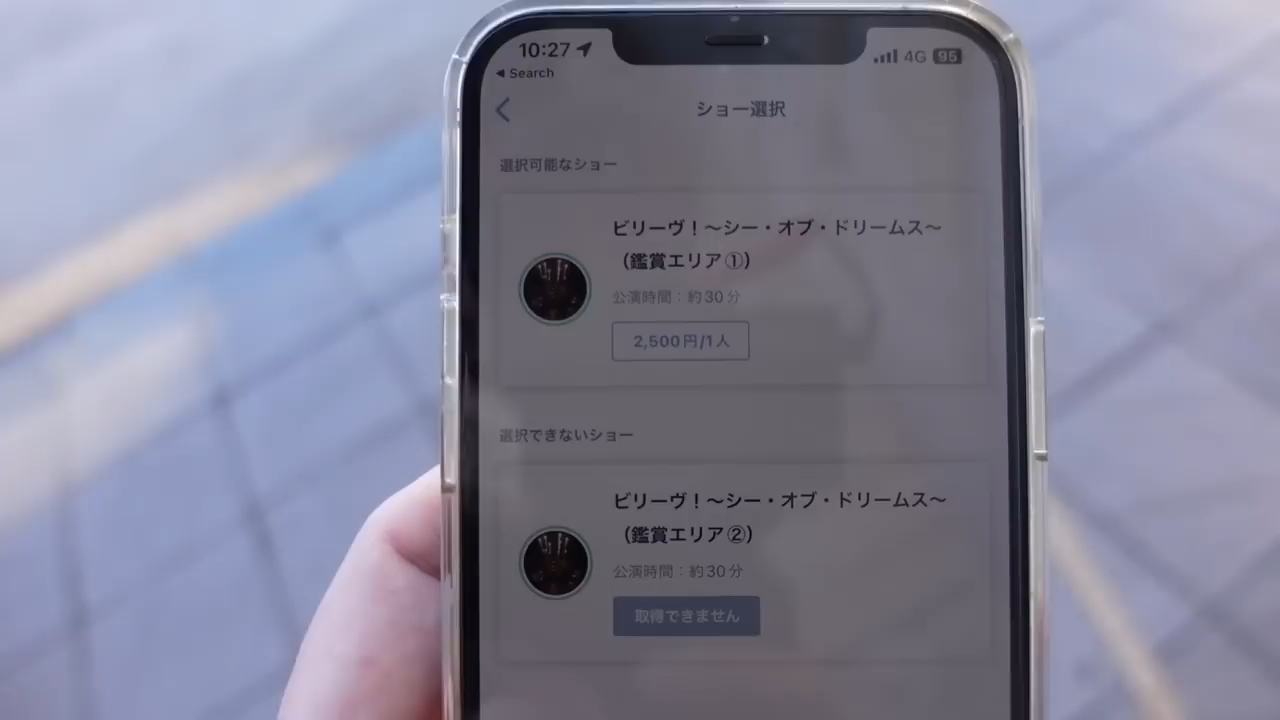 10:27
4G 95
Search
ショー選択
選択可能なショー
ビリーヴ！〜シー・オブ・ドリームス〜
（鑑賞エリア①）
公演時間：約30分
2,500円/1人
選択できないショー
ビリーヴ！〜シー・オブ・ドリームス〜
（鑑賞エリア②）
公演時間：約30分
取得できません